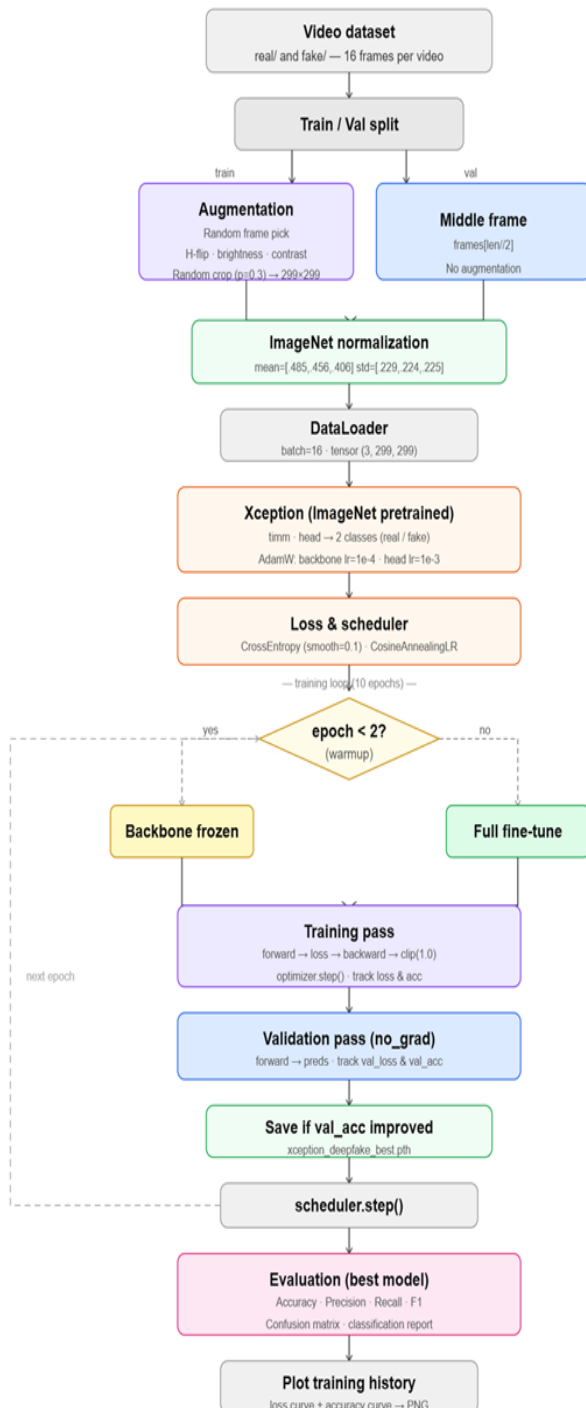 Video dataset
real/ and fake/ — 16 frames per video
Train / Val split
train
val
Augmentation
Random frame pick
H-flip · brightness · contrast
Random crop (p=0.3) → 299×299
Middle frame
frames[len//2]
No augmentation
ImageNet normalization
mean=[.485,.456,.406] std=[.229,.224,.225]
DataLoader
batch=16 · tensor (3, 299, 299)
Xception (ImageNet pretrained)
timm · head → 2 classes (real / fake)
AdamW: backbone lr=1e-4 · head lr=1e-3
Loss & scheduler
CrossEntropy (smooth=0.1) · CosineAnnealingLR
— training loop (10 epochs) —
epoch < 2?
(warmup)
yes
no
Backbone frozen
Full fine-tune
Training pass
forward → loss → backward → clip(1.0)
optimizer.step() · track loss & acc
next epoch
Validation pass (no_grad)
forward → preds · track val_loss & val_acc
Save if val_acc improved
xception_deepfake_best.pth
scheduler.step()
Evaluation (best model)
Accuracy · Precision · Recall · F1
Confusion matrix · classification report
Plot training history
loss curve + accuracy curve → PNG